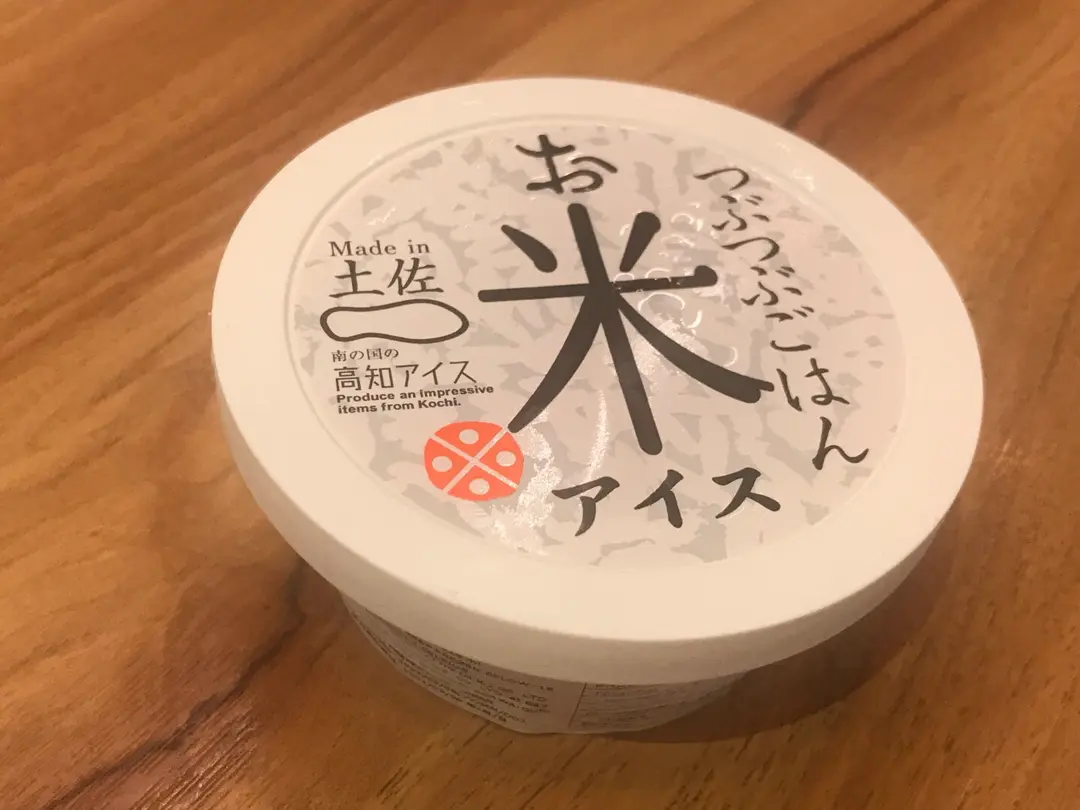 お
米
アイス
つぶつぶごはん
Made in
土佐
南の国の
高知アイス
Produce an impressive
items from Kochi.